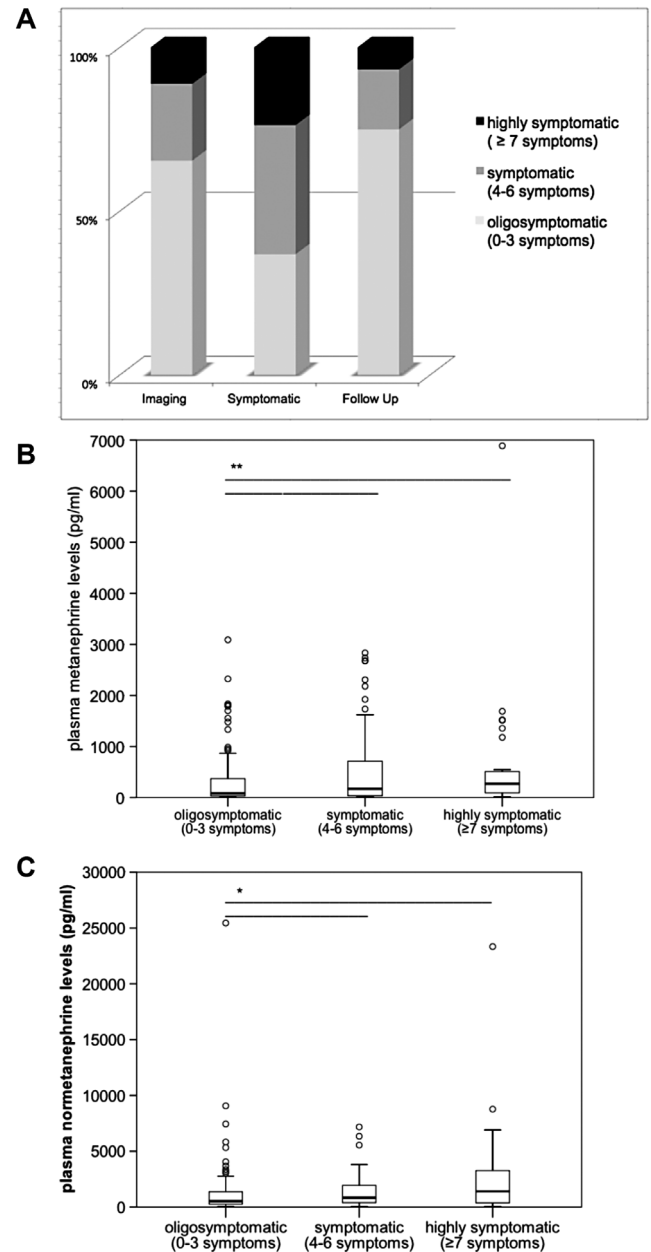 A
100%
50%
0%
Imaging
Symptomatic
Follow Up
highly symptomatic
( ≥ 7 symptoms)
symptomatic
(4-6 symptoms)
oligosymptomatic
(0-3 symptoms)
B
plasma metanephrine levels (pg/ml)
7000
6000
5000
4000
3000
2000
1000
0
**
oligosymptomatic
(0-3 symptoms)
symptomatic
(4-6 symptoms)
highly symptomatic
(≥7 symptoms)
C
plasma normetanephrine levels (pg/ml)
30000
25000
20000
15000
10000
5000
0
*
oligosymptomatic
(0-3 symptoms)
symptomatic
(4-6 symptoms)
highly symptomatic
(≥7 symptoms)